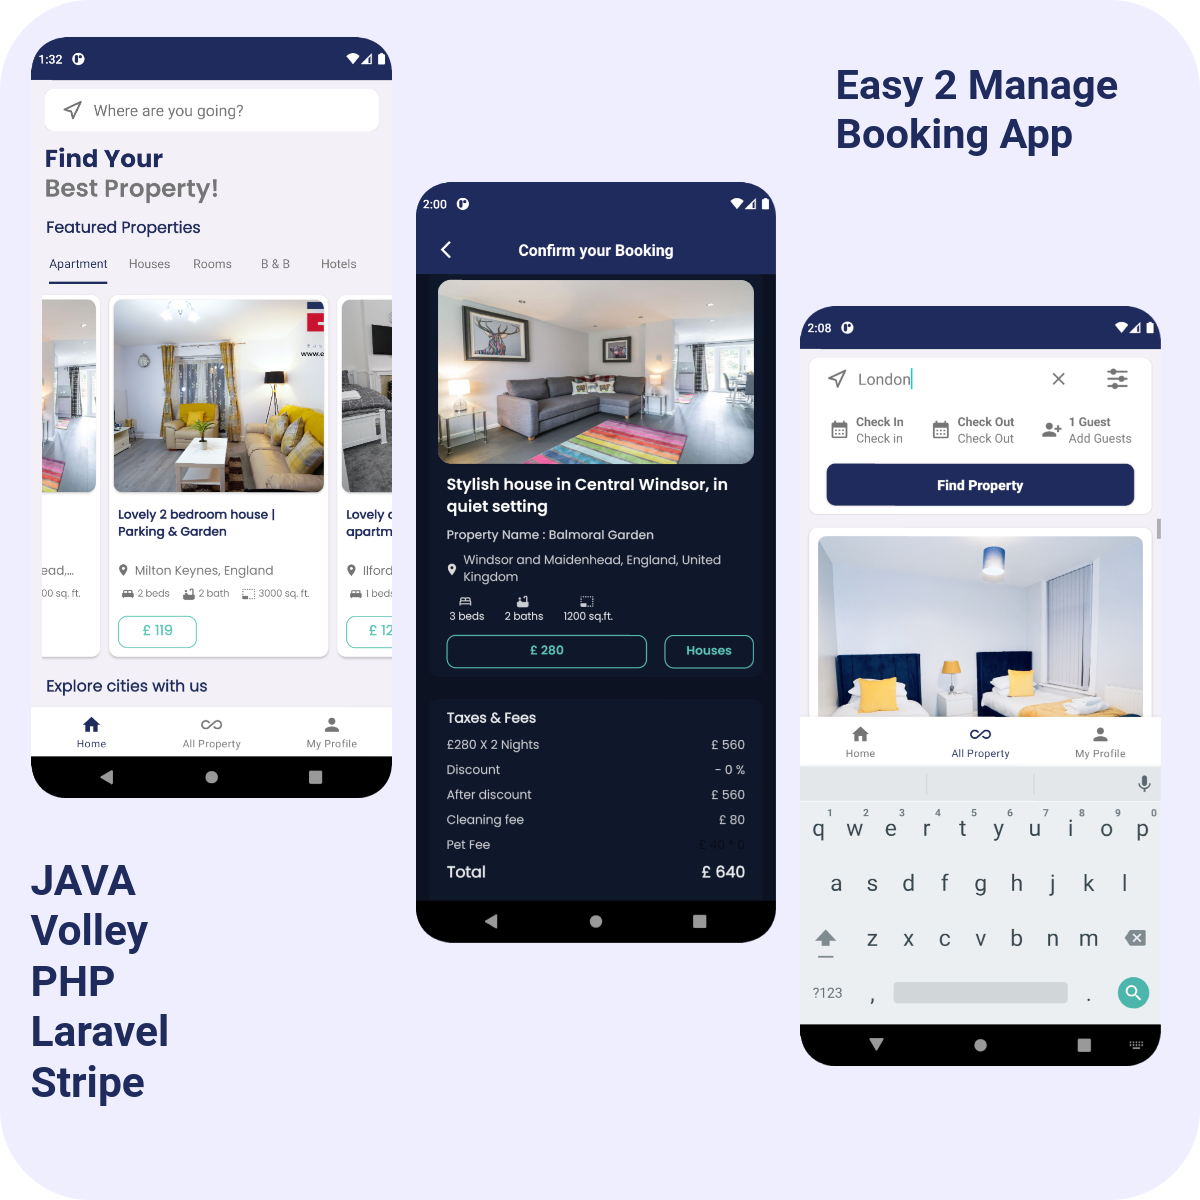 1:32
Where are you going?
Find Your
Best Property!
Featured Properties
Apartment Houses Rooms B & B Hotels
www.e
Lovely 2 bedroom house |
Parking & Garden
Lovely
apartm
ead,...
Milton Keynes, England
Ilford
00 sq. ft.
2 beds 2 bath 3000 sq. ft.
1 beds
£ 119
£ 12
Explore cities with us
Home All Property My Profile
JAVA
Volley
PHP
Laravel
Stripe
2:00
Confirm your Booking
Stylish house in Central Windsor, in
quiet setting
Property Name : Balmoral Garden
Windsor and Maidenhead, England, United
Kingdom
3 beds 2 baths 1200 sq.ft.
£ 280 Houses
Taxes & Fees
£280 X 2 Nights £ 560
Discount - 0 %
After discount £ 560
Cleaning fee £ 80
Pet Fee £ 40 * 0
Total £ 640
Easy 2 Manage
Booking App
2:08
London
Check In Check Out 1 Guest
Check in Check Out Add Guests
Find Property
Home All Property My Profile
1 2 3 4 5 6 7 8 9 0
q w e r t y u i o p
a s d f g h j k l
z x c v b n m
?123 , .